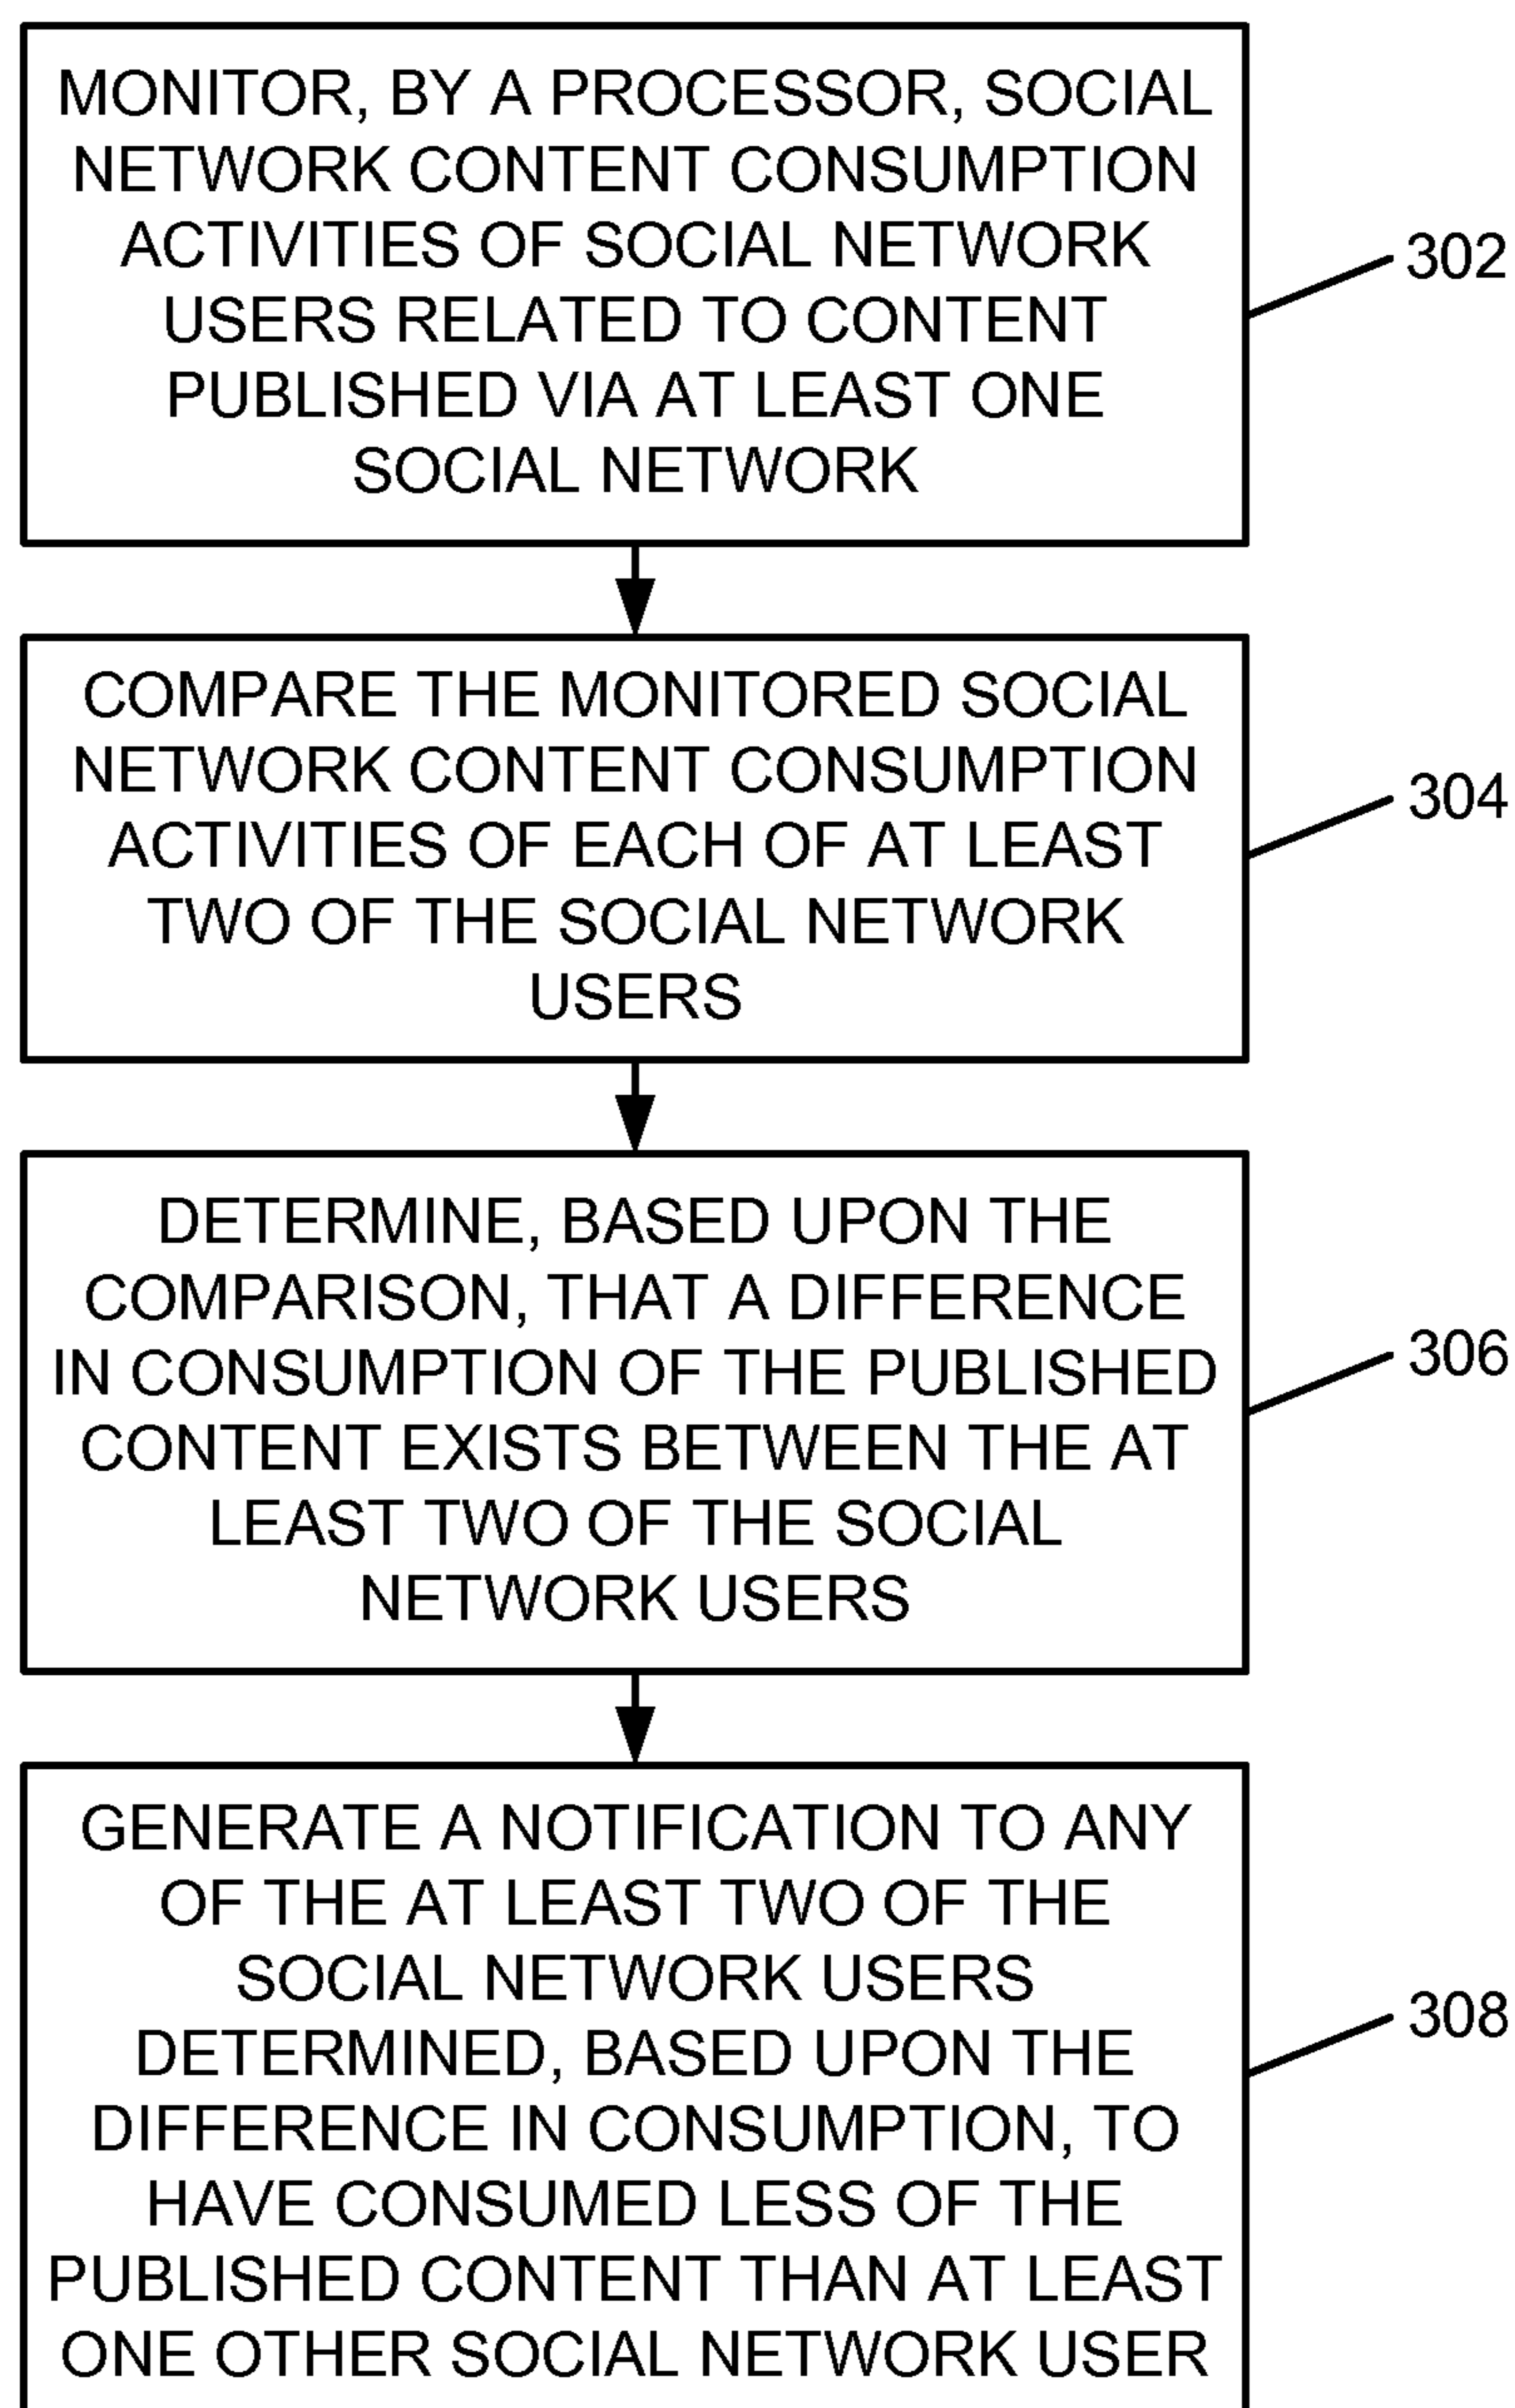 MONITOR, BY A PROCESSOR, SOCIAL
NETWORK CONTENT CONSUMPTION
ACTIVITIES OF SOCIAL NETWORK
USERS RELATED TO CONTENT
PUBLISHED VIA AT LEAST ONE
SOCIAL NETWORK
302
COMPARE THE MONITORED SOCIAL
NETWORK CONTENT CONSUMPTION
ACTIVITIES OF EACH OF AT LEAST
TWO OF THE SOCIAL NETWORK
USERS
304
DETERMINE, BASED UPON THE
COMPARISON, THAT A DIFFERENCE
IN CONSUMPTION OF THE PUBLISHED
CONTENT EXISTS BETWEEN THE AT
LEAST TWO OF THE SOCIAL
NETWORK USERS
306
GENERATE A NOTIFICATION TO ANY
OF THE AT LEAST TWO OF THE
SOCIAL NETWORK USERS
DETERMINED, BASED UPON THE
DIFFERENCE IN CONSUMPTION, TO
HAVE CONSUMED LESS OF THE
PUBLISHED CONTENT THAN AT LEAST
ONE OTHER SOCIAL NETWORK USER
308